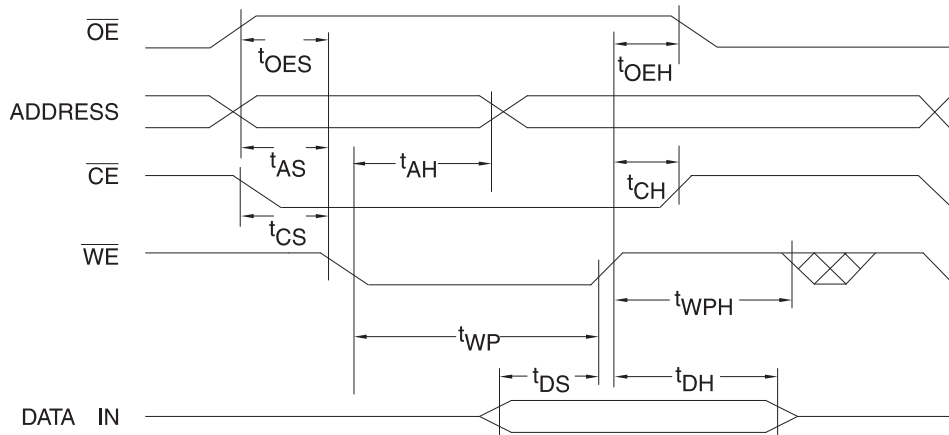 OE
tOES
tOEH
ADDRESS
tAS
tAH
CE
tCH
tCS
WE
tWPH
tWP
tDS
tDH
DATA IN